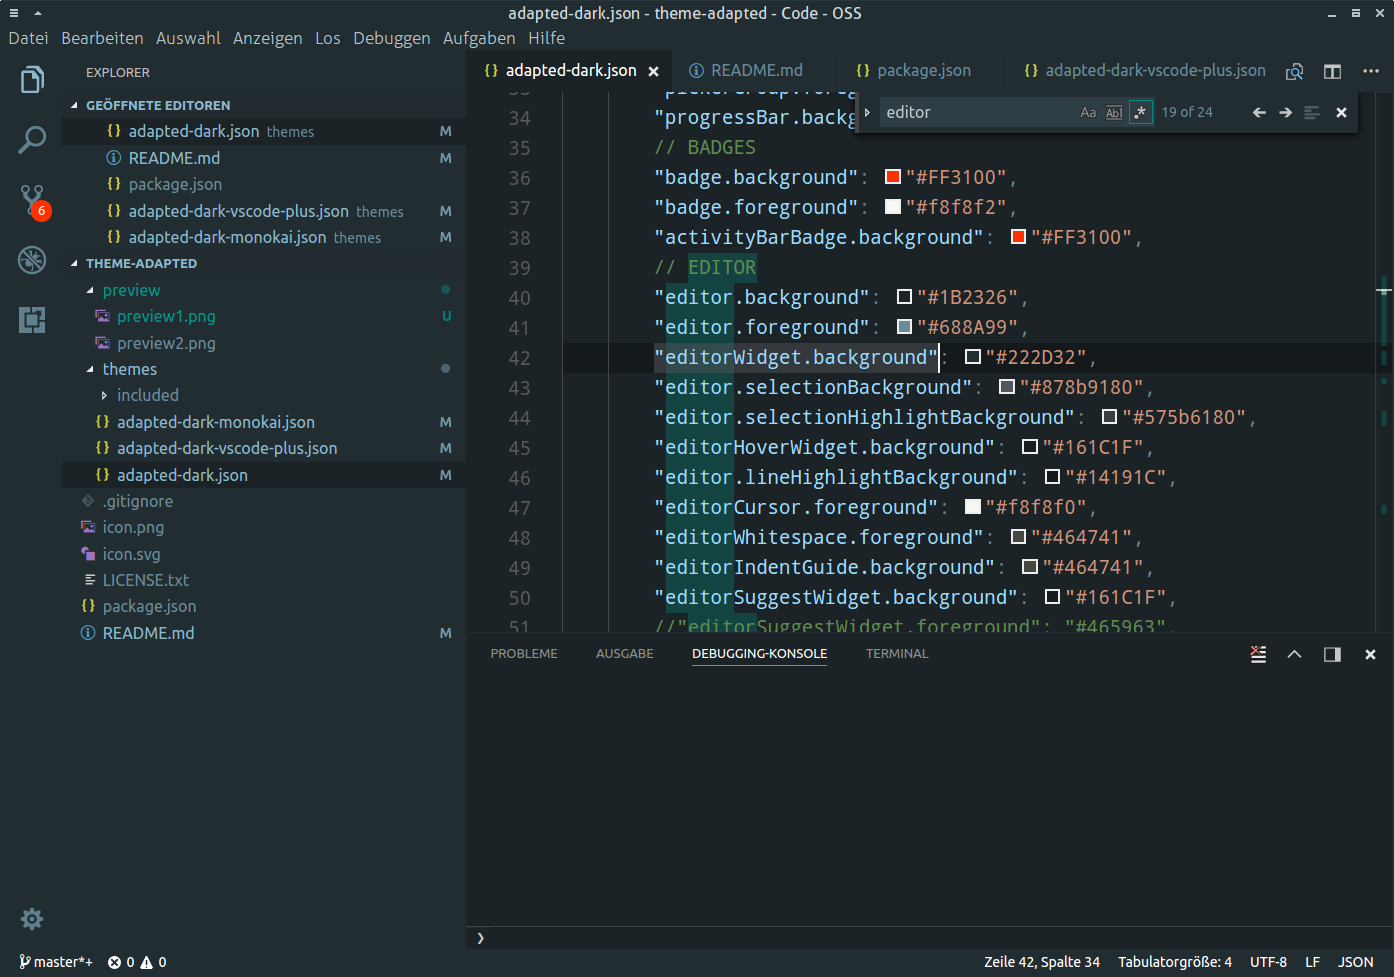 adapted-dark.json - theme-adapted - Code - OSS
Datei Bearbeiten Auswahl Anzeigen Los Debuggen Aufgaben Hilfe
EXPLORER
GEÖFFNETE EDITOREN
{} adapted-dark.json themes M
README.md M
{} package.json
{} adapted-dark-vscode-plus.json themes M
{} adapted-dark-monokai.json themes M
6
THEME-ADAPTED
preview
preview1.png U
preview2.png
themes
included
{} adapted-dark-monokai.json M
{} adapted-dark-vscode-plus.json M
{} adapted-dark.json M
.gitignore
icon.png
icon.svg
LICENSE.txt
{} package.json
README.md M
{} adapted-dark.json
README.md
{} package.json
{} adapted-dark-vscode-plus.json
editor Aa Abl .* 19 of 24
33 "pickerGroup.foreg
34 "progressBar.backg
35 // BADGES
36 "badge.background": "#FF3100",
37 "badge.foreground": "#f8f8f2",
38 "activityBarBadge.background": "#FF3100",
39 // EDITOR
40 "editor.background": "#1B2326",
41 "editor.foreground": "#688A99",
42 "editorWidget.background": "#222D32",
43 "editor.selectionBackground": "#878b9180",
44 "editor.selectionHighlightBackground": "#575b6180",
45 "editorHoverWidget.background": "#161C1F",
46 "editor.lineHighlightBackground": "#14191C",
47 "editorCursor.foreground": "#f8f8f0",
48 "editorWhitespace.foreground": "#464741",
49 "editorIndentGuide.background": "#464741",
50 "editorSuggestWidget.background": "#161C1F",
51 //"editorSuggestWidget.foreground": "#465963",
PROBLEME AUSGABE DEBUGGING-KONSOLE TERMINAL
❯
master*+ 0 0
Zeile 42, Spalte 34 Tabulatorgröße: 4 UTF-8 LF JSON